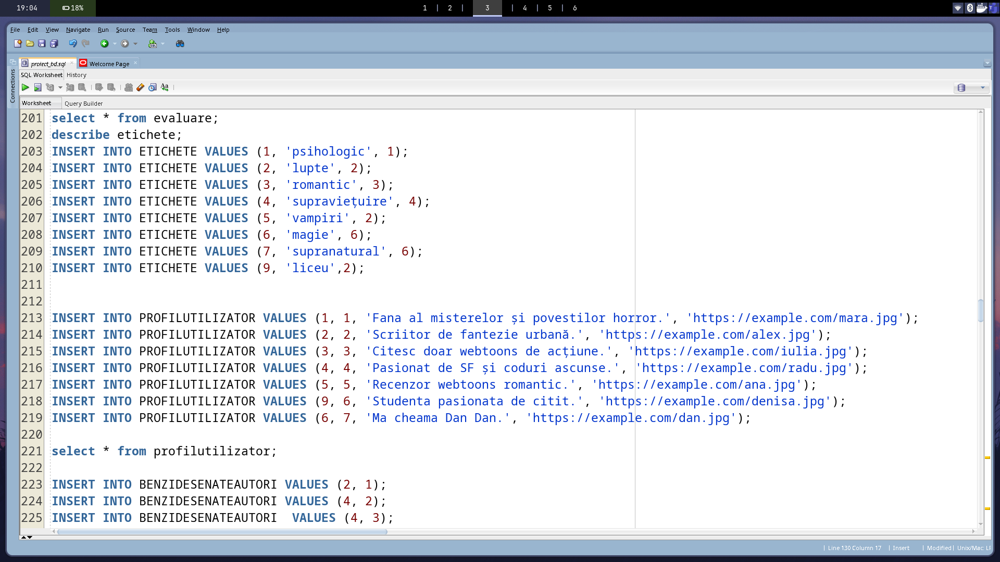 19:04 18% 1 | 2 | 3 | 4 | 5 | 6
File Edit View Navigate Run Source Team Tools Window Help
proiect_bd.sql Welcome Page
Connections
SQL Worksheet History
Worksheet Query Builder
201 select * from evaluare;
202 describe etichete;
203 INSERT INTO ETICHETE VALUES (1, 'psihologic', 1);
204 INSERT INTO ETICHETE VALUES (2, 'lupte', 2);
205 INSERT INTO ETICHETE VALUES (3, 'romantic', 3);
206 INSERT INTO ETICHETE VALUES (4, 'supraviețuire', 4);
207 INSERT INTO ETICHETE VALUES (5, 'vampiri', 2);
208 INSERT INTO ETICHETE VALUES (6, 'magie', 6);
209 INSERT INTO ETICHETE VALUES (7, 'supranatural', 6);
210 INSERT INTO ETICHETE VALUES (9, 'liceu',2);
211
212
213 INSERT INTO PROFILUTILIZATOR VALUES (1, 1, 'Fana al misterelor și povestilor horror.', 'https://example.com/mara.jpg');
214 INSERT INTO PROFILUTILIZATOR VALUES (2, 2, 'Scriitor de fantezie urbană.', 'https://example.com/alex.jpg');
215 INSERT INTO PROFILUTILIZATOR VALUES (3, 3, 'Citesc doar webtoons de acțiune.', 'https://example.com/iulia.jpg');
216 INSERT INTO PROFILUTILIZATOR VALUES (4, 4, 'Pasionat de SF și coduri ascunse.', 'https://example.com/radu.jpg');
217 INSERT INTO PROFILUTILIZATOR VALUES (5, 5, 'Recenzor webtoons romantic.', 'https://example.com/ana.jpg');
218 INSERT INTO PROFILUTILIZATOR VALUES (9, 6, 'Studenta pasionata de citit.', 'https://example.com/denisa.jpg');
219 INSERT INTO PROFILUTILIZATOR VALUES (6, 7, 'Ma cheama Dan Dan.', 'https://example.com/dan.jpg');
220
221 select * from profilutilizator;
222
223 INSERT INTO BENZIDESENATEAUTORI VALUES (2, 1);
224 INSERT INTO BENZIDESENATEAUTORI VALUES (4, 2);
225 INSERT INTO BENZIDESENATEAUTORI  VALUES (4, 3);
| Line 130 Column 17 | Insert | Modified | Unix/Mac: LF